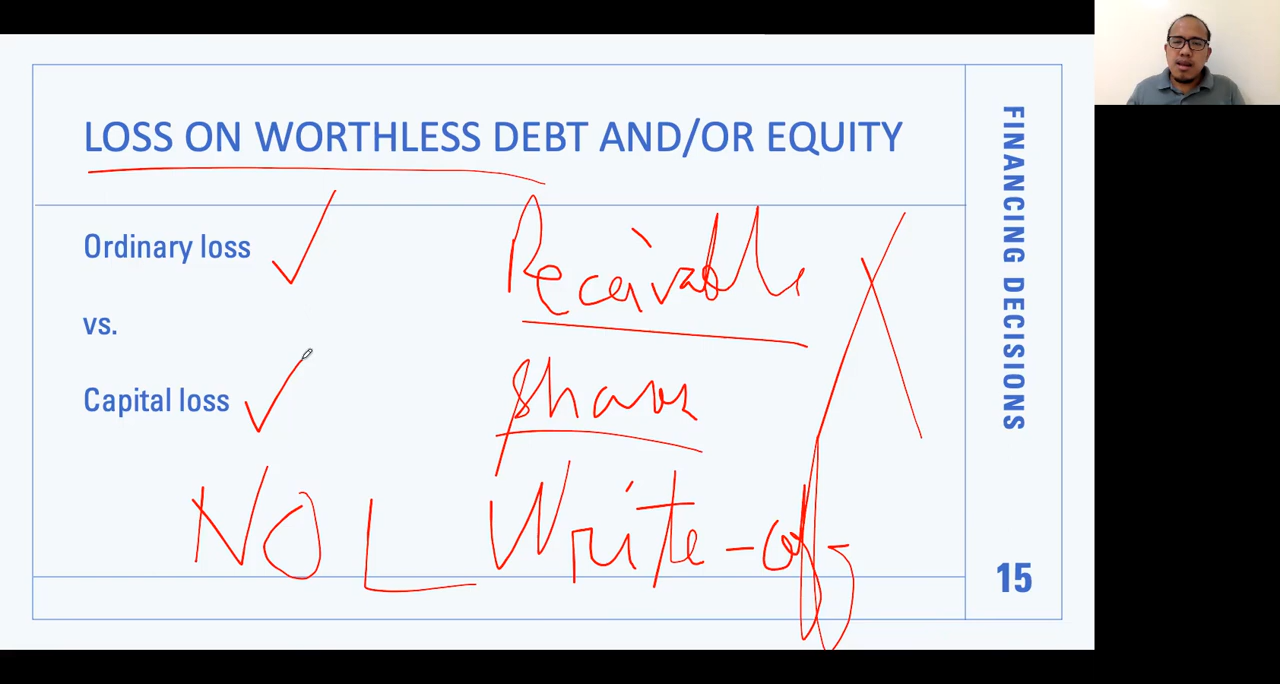 LOSS ON WORTHLESS DEBT AND/OR EQUITY
Ordinary loss
vs.
Capital loss
Receivable
Shares
NOL
Write-off
FINANCING DECISIONS
15